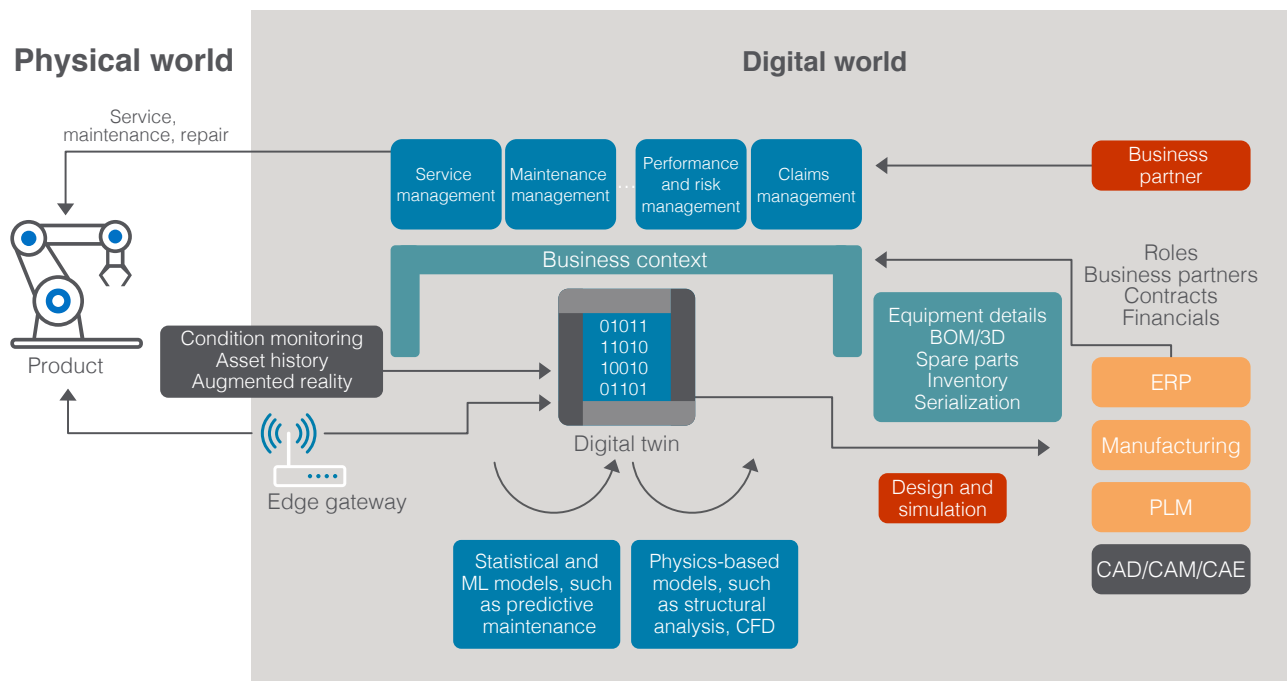 Physical world
Digital world
Service,
maintenance, repair
Service
management
Maintenance
management
Performance
and risk
management
Claims
management
Business
partner
Business context
Roles
Business partners
Contracts
Financials
Equipment details
BOM/3D
Spare parts
Inventory
Serialization
01011
11010
10010
01101
Product
Condition monitoring
Asset history
Augmented reality
ERP
Digital twin
Manufacturing
Edge gateway
Design and
simulation
PLM
Statistical and
ML models, such
as predictive
maintenance
Physics-based
models, such
as structural
analysis, CFD
CAD/CAM/CAE